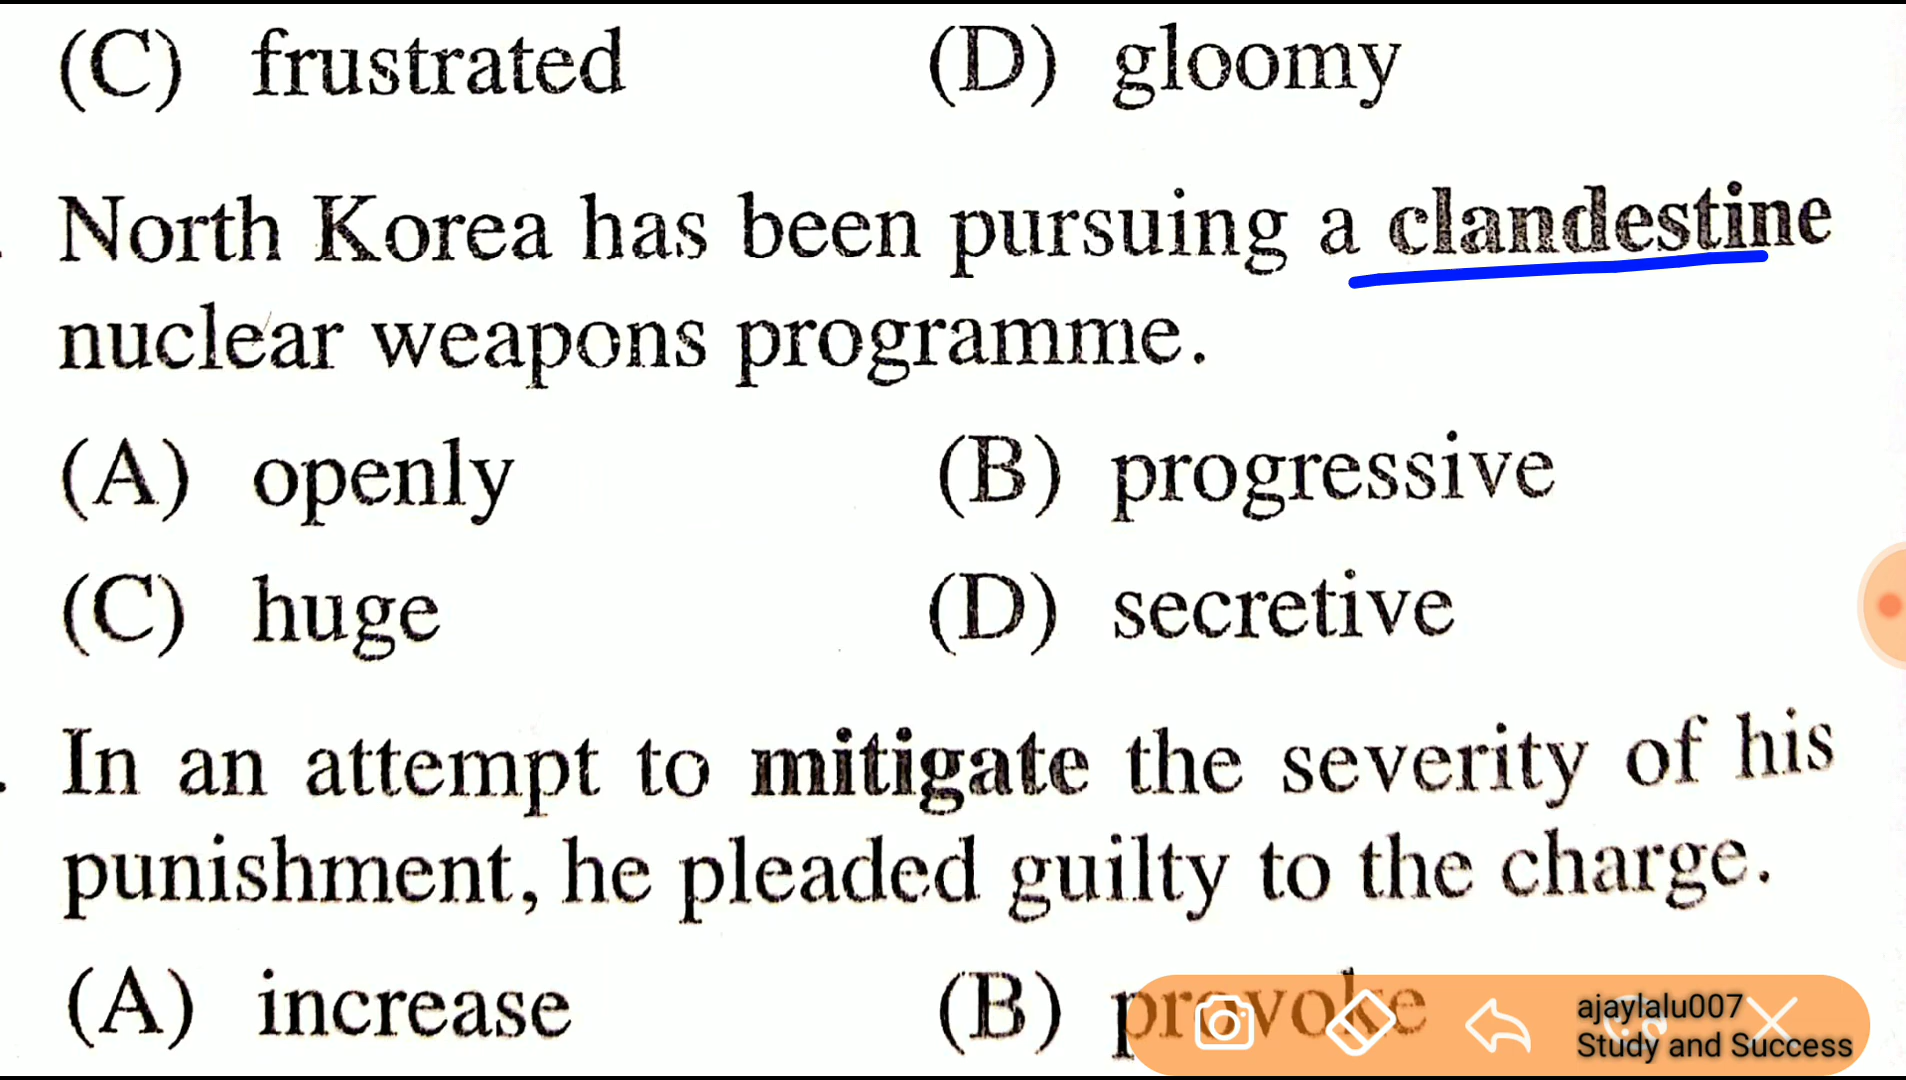 (C) frustrated (D) gloomy
North Korea has been pursuing a clandestine
nuclear weapons programme.
(A) openly (B) progressive
(C) huge (D) secretive
In an attempt to mitigate the severity of his
punishment, he pleaded guilty to the charge.
(A) increase (B) provoke
ajaylalu007
Study and Success